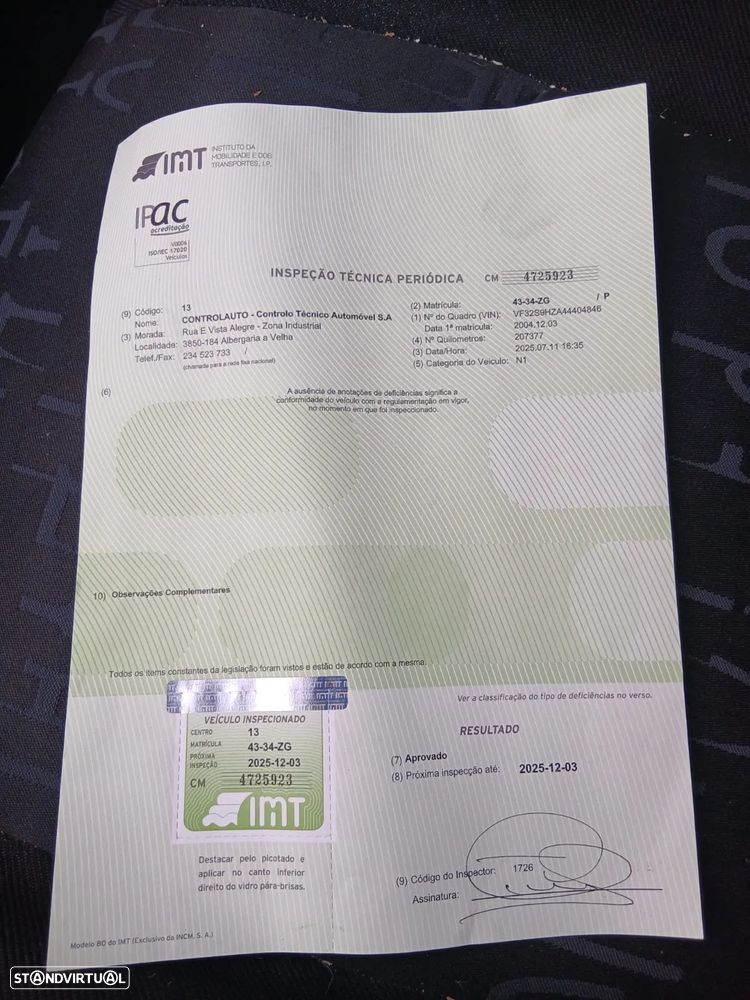 IMT INSTITUTO DA
MOBILIDADE E DOS
TRANSPORTES, I.P.
IPAC
acreditação
V0006
ISO/IEC 17020
Veículos
INSPEÇÃO TÉCNICA PERIÓDICA CM 4725923
(9) Código: 13
Nome: CONTROLAUTO - Controlo Técnico Automóvel S.A
(3) Morada: Rua E Vista Alegre - Zona Industrial
Localidade: 3850-184 Albergaria a Velha
Telef./Fax: 234 523 733 /
(chamada para a rede fixa nacional)
(2) Matrícula: 43-34-ZG / P
(1) Nº do Quadro (VIN): VF32S9HZA44404846
Data 1ª matricula: 2004.12.03
(4) Nº Quilometros: 207377
(3) Data/Hora: 2025.07.11 16:35
(5) Categoria do Veiculo: N1
(6) A ausência de anotações de deficiências significa a
conformidade do veículo com a regulamentação em vigor,
no momento em que foi inspeccionado.
10) Observações Complementares
Todos os items constantes da legislação foram vistos e estão de acordo com a mesma.
VEÍCULO INSPECIONADO
CENTRO 13
MATRÍCULA 43-34-ZG
PRÓXIMA
INSPEÇÃO 2025-12-03
CM 4725923
IMT
Destacar pelo picotado e
aplicar no canto inferior
direito do vidro pára-brisas.
Ver a classificação do tipo de deficiências no verso.
RESULTADO
(7) Aprovado
(8) Próxima inspecção até: 2025-12-03
(9) Código do Inspector: 1726
Assinatura:
Modelo 80 do IMT (Exclusivo da INCM, S. A.)
STANDVIRTUAL